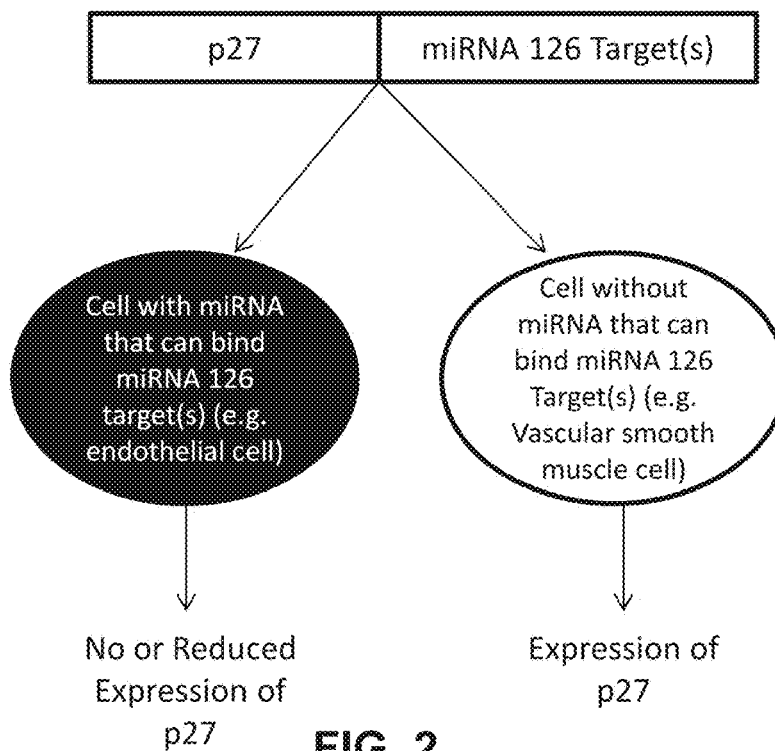 p27
miRNA 126 Target(s)
Cell with miRNA
that can bind
miRNA 126
target(s) (e.g.
endothelial cell)
Cell without
miRNA that can
bind miRNA 126
Target(s) (e.g.
Vascular smooth
muscle cell)
No or Reduced
Expression of
p27
Expression of
p27
FIG. 2